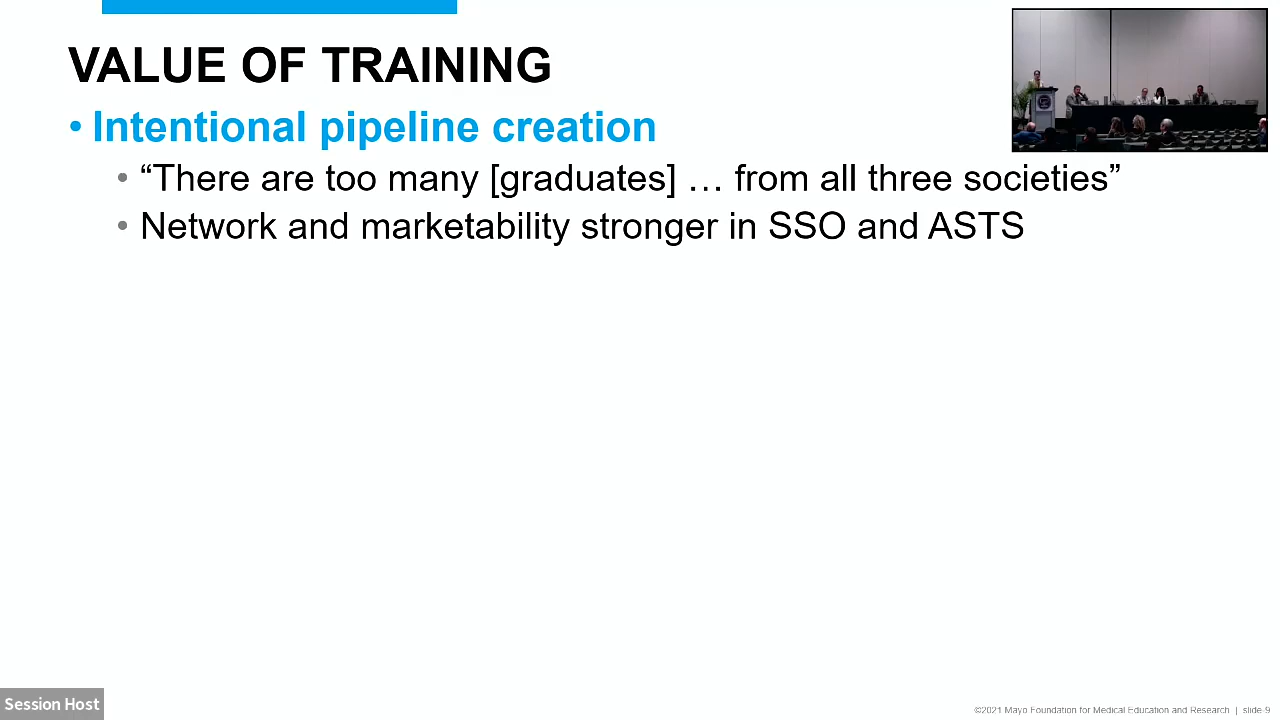 VALUE OF TRAINING
• Intentional pipeline creation
• “There are too many [graduates] … from all three societies”
• Network and marketability stronger in SSO and ASTS
Session Host
©2021 Mayo Foundation for Medical Education and Research | slide-9